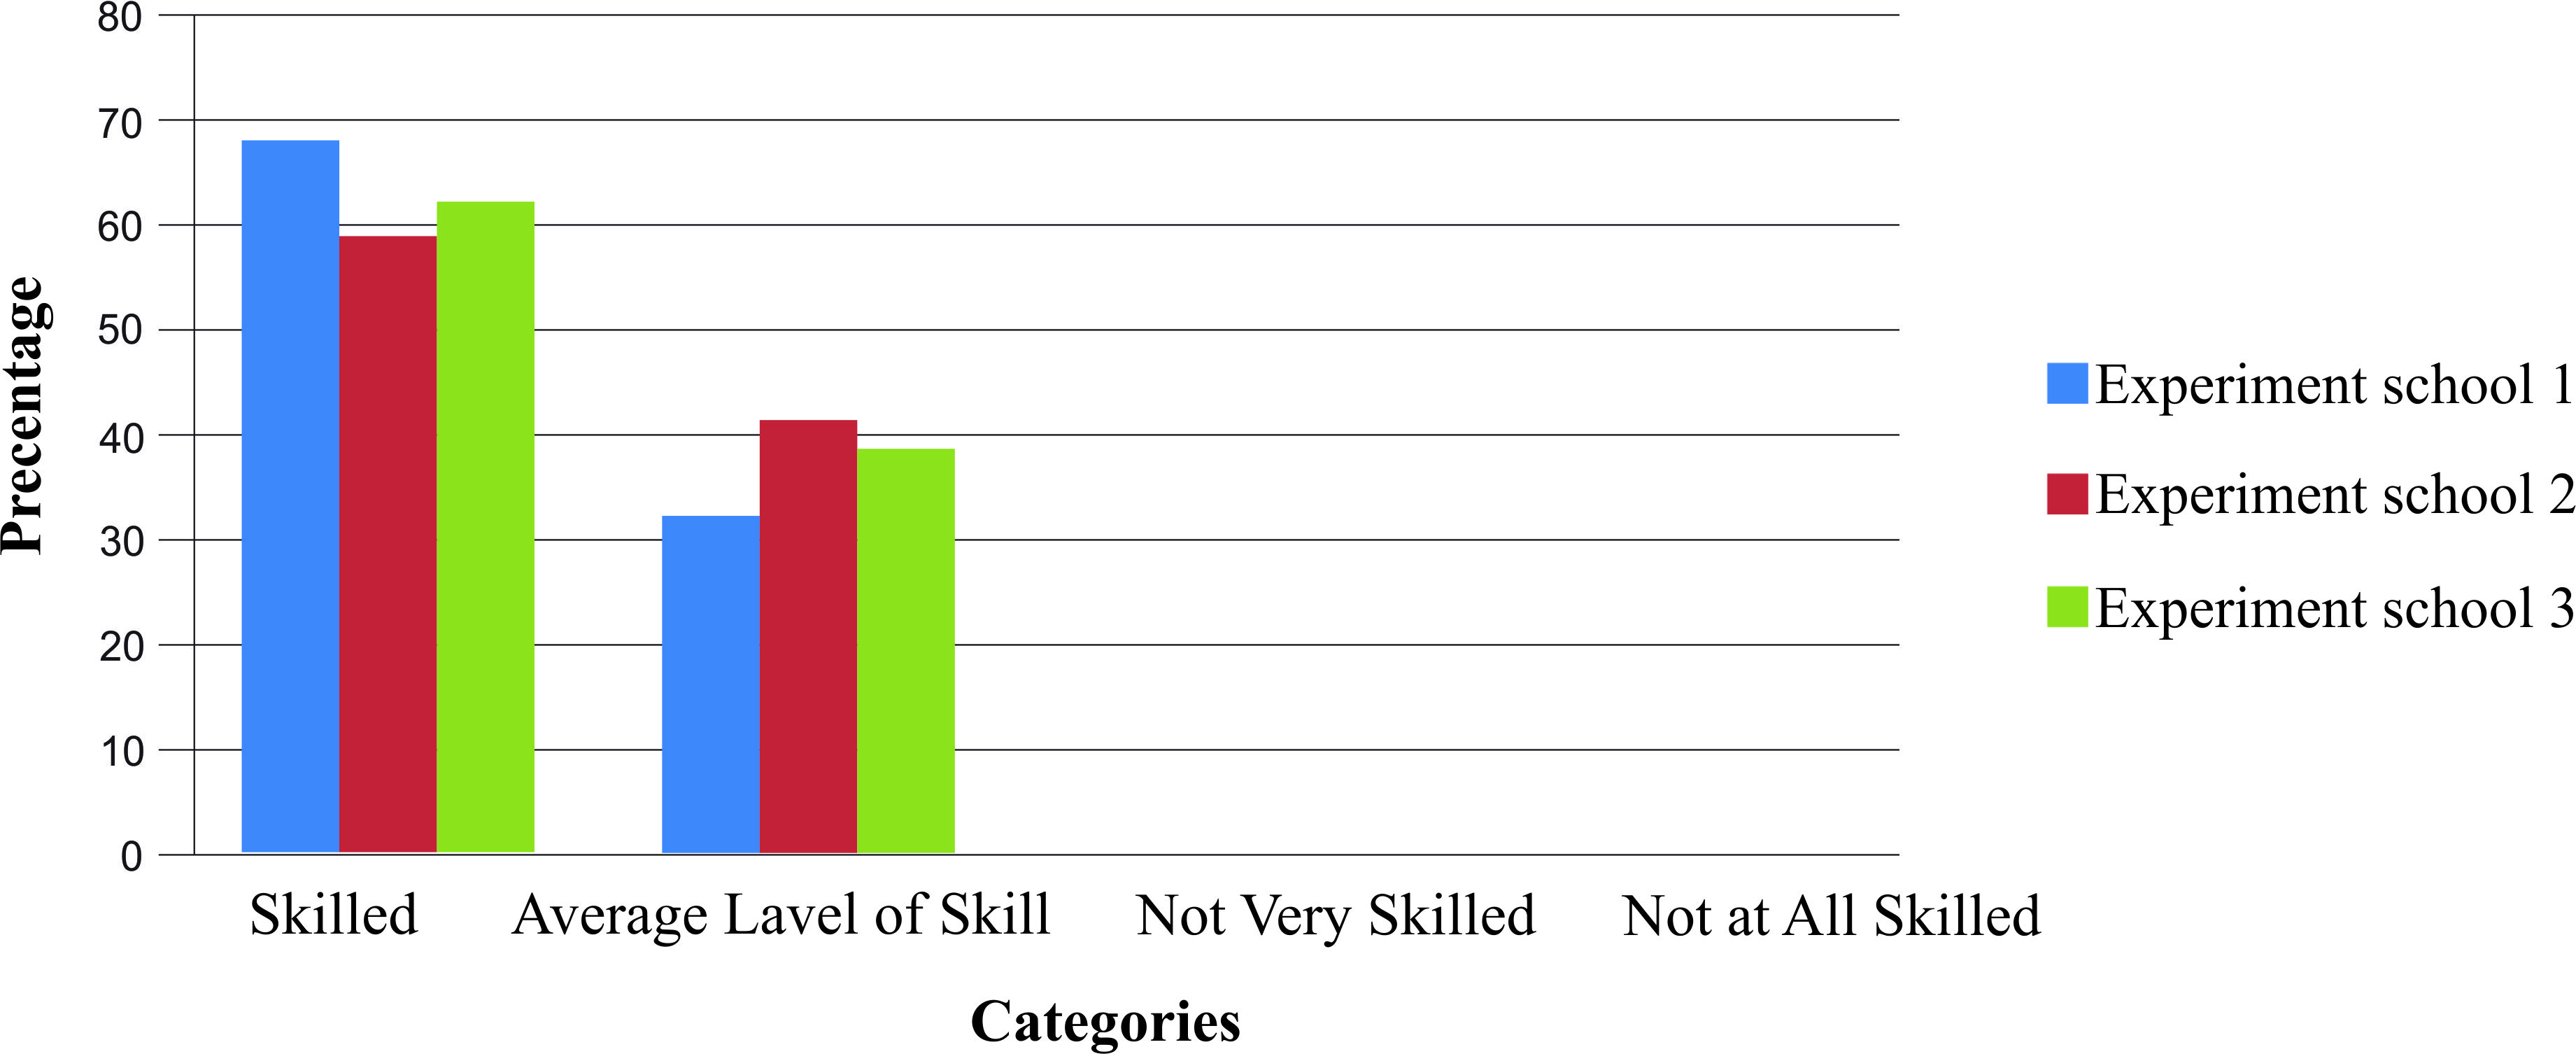 80
70
60
50
40
30
20
10
0
Precentage
Skilled
Average Lavel of Skill
Not Very Skilled
Not at All Skilled
Categories
Experiment school 1
Experiment school 2
Experiment school 3